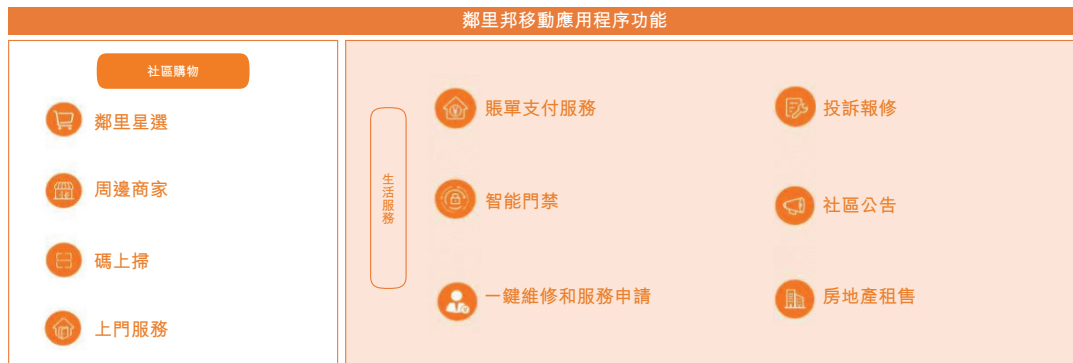 鄰里邦移動應用程序功能
社區購物
鄰里星選
周邊商家
碼上掃
上門服務
生活服務
賬單支付服務
投訴報修
智能門禁
社區公告
一鍵維修和服務申請
房地產租售